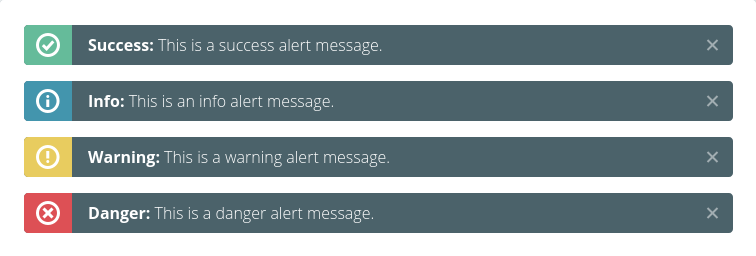 Success: This is a success alert message.
Info: This is an info alert message.
Warning: This is a warning alert message.
Danger: This is a danger alert message.